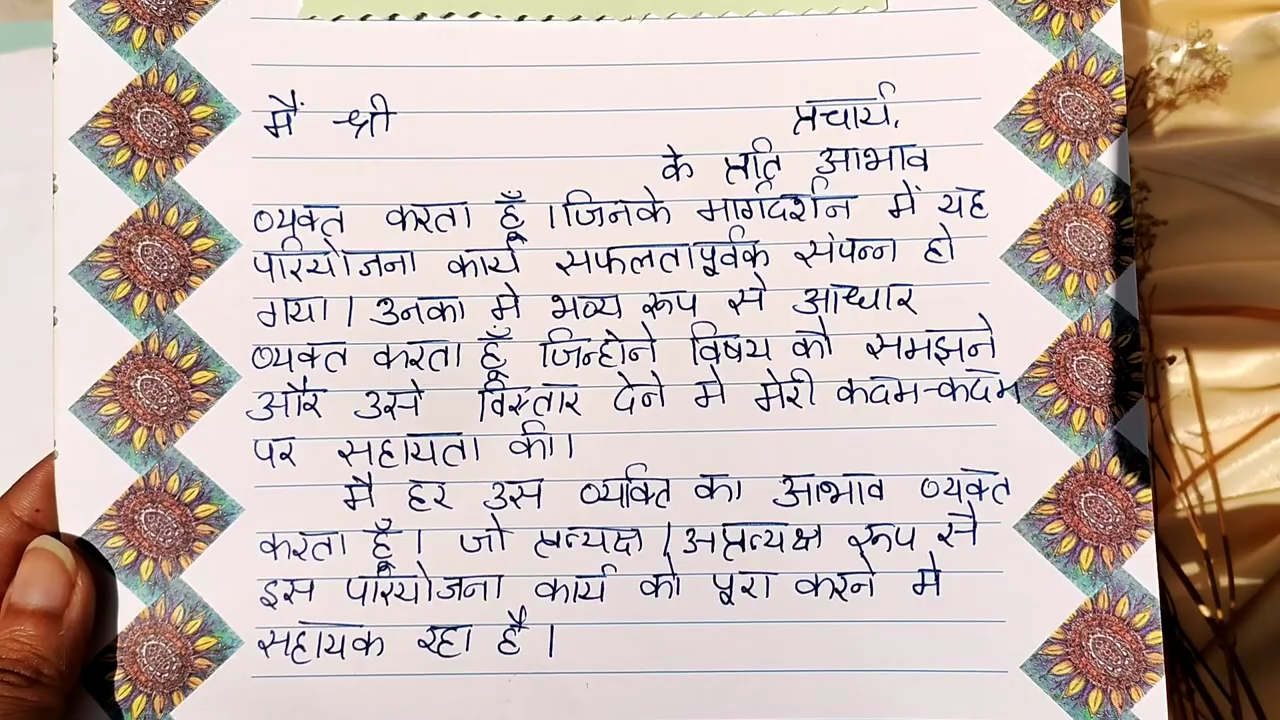 मैं श्री प्रचार्य,
के प्रति आभाव
व्यक्त करता हूँ । जिनके मार्गदर्शन में यह
परियोजना कार्य सफलतापूर्वक संपन्न हो
गया । उनका मे भव्य रूप से आधार
व्यक्त करता हूँ जिन्होने विषय को समझने
और उसे विस्तार देने मे मेरी कदम-कदम
पर सहायता की।
मै हर उस व्यक्ति का आभाव व्यक्त
करता हूँ । जो प्रत्यक्ष / अप्रत्यक्ष रूप से
इस परियोजना कार्य को पूरा करने मे
सहायक रहा है ।